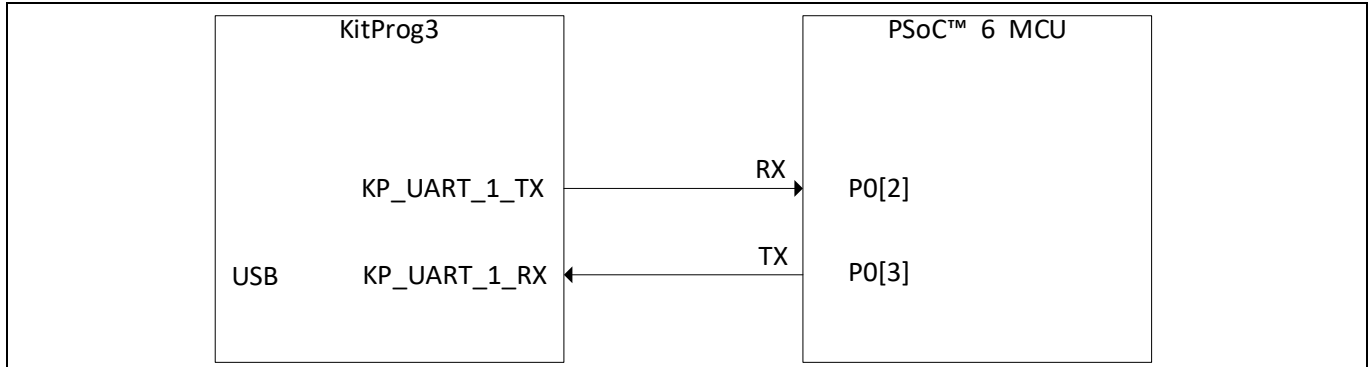 KitProg3
PSoC™ 6 MCU
RX
KP_UART_1_TX
P0[2]
TX
USB
KP_UART_1_RX
P0[3]